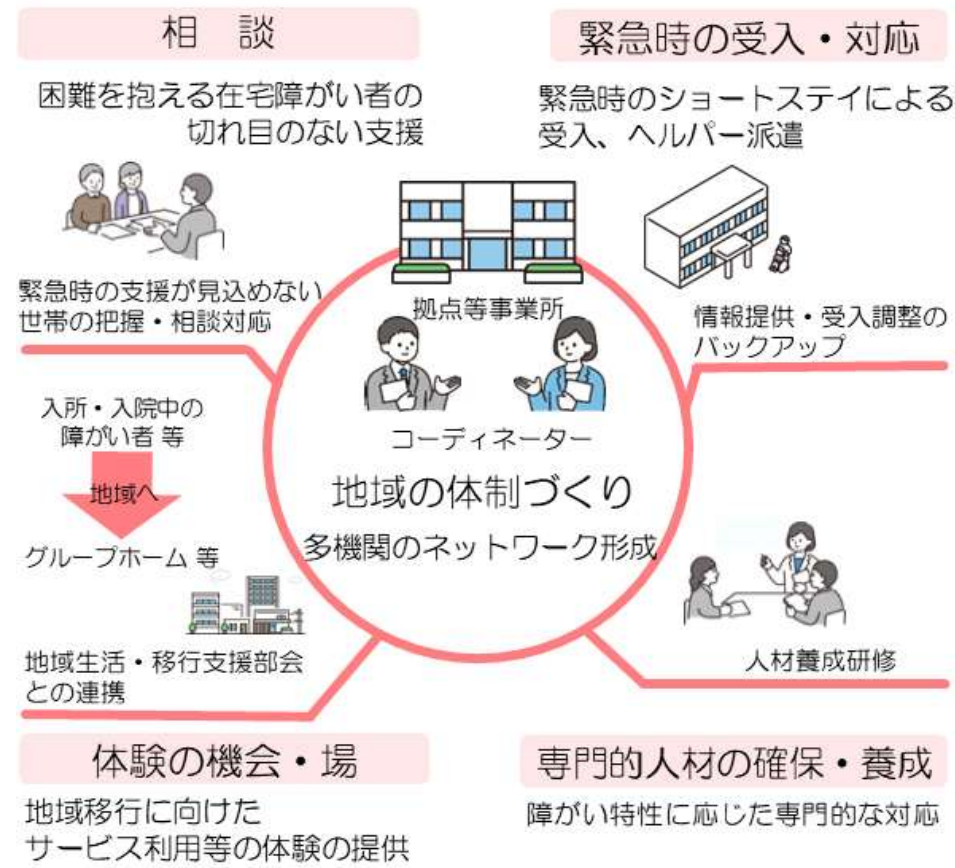 相　談
困難を抱える在宅障がい者の
切れ目のない支援
緊急時の支援が見込めない
世帯の把握・相談対応
緊急時の受入・対応
緊急時のショートステイによる
受入、ヘルパー派遣
情報提供・受入調整の
バックアップ
拠点等事業所
コーディネーター
地域の体制づくり
多機関のネットワーク形成
入所・入院中の
障がい者 等
地域へ
グループホーム 等
地域生活・移行支援部会
との連携
体験の機会・場
地域移行に向けた
サービス利用等の体験の提供
人材養成研修
専門的人材の確保・養成
障がい特性に応じた専門的な対応